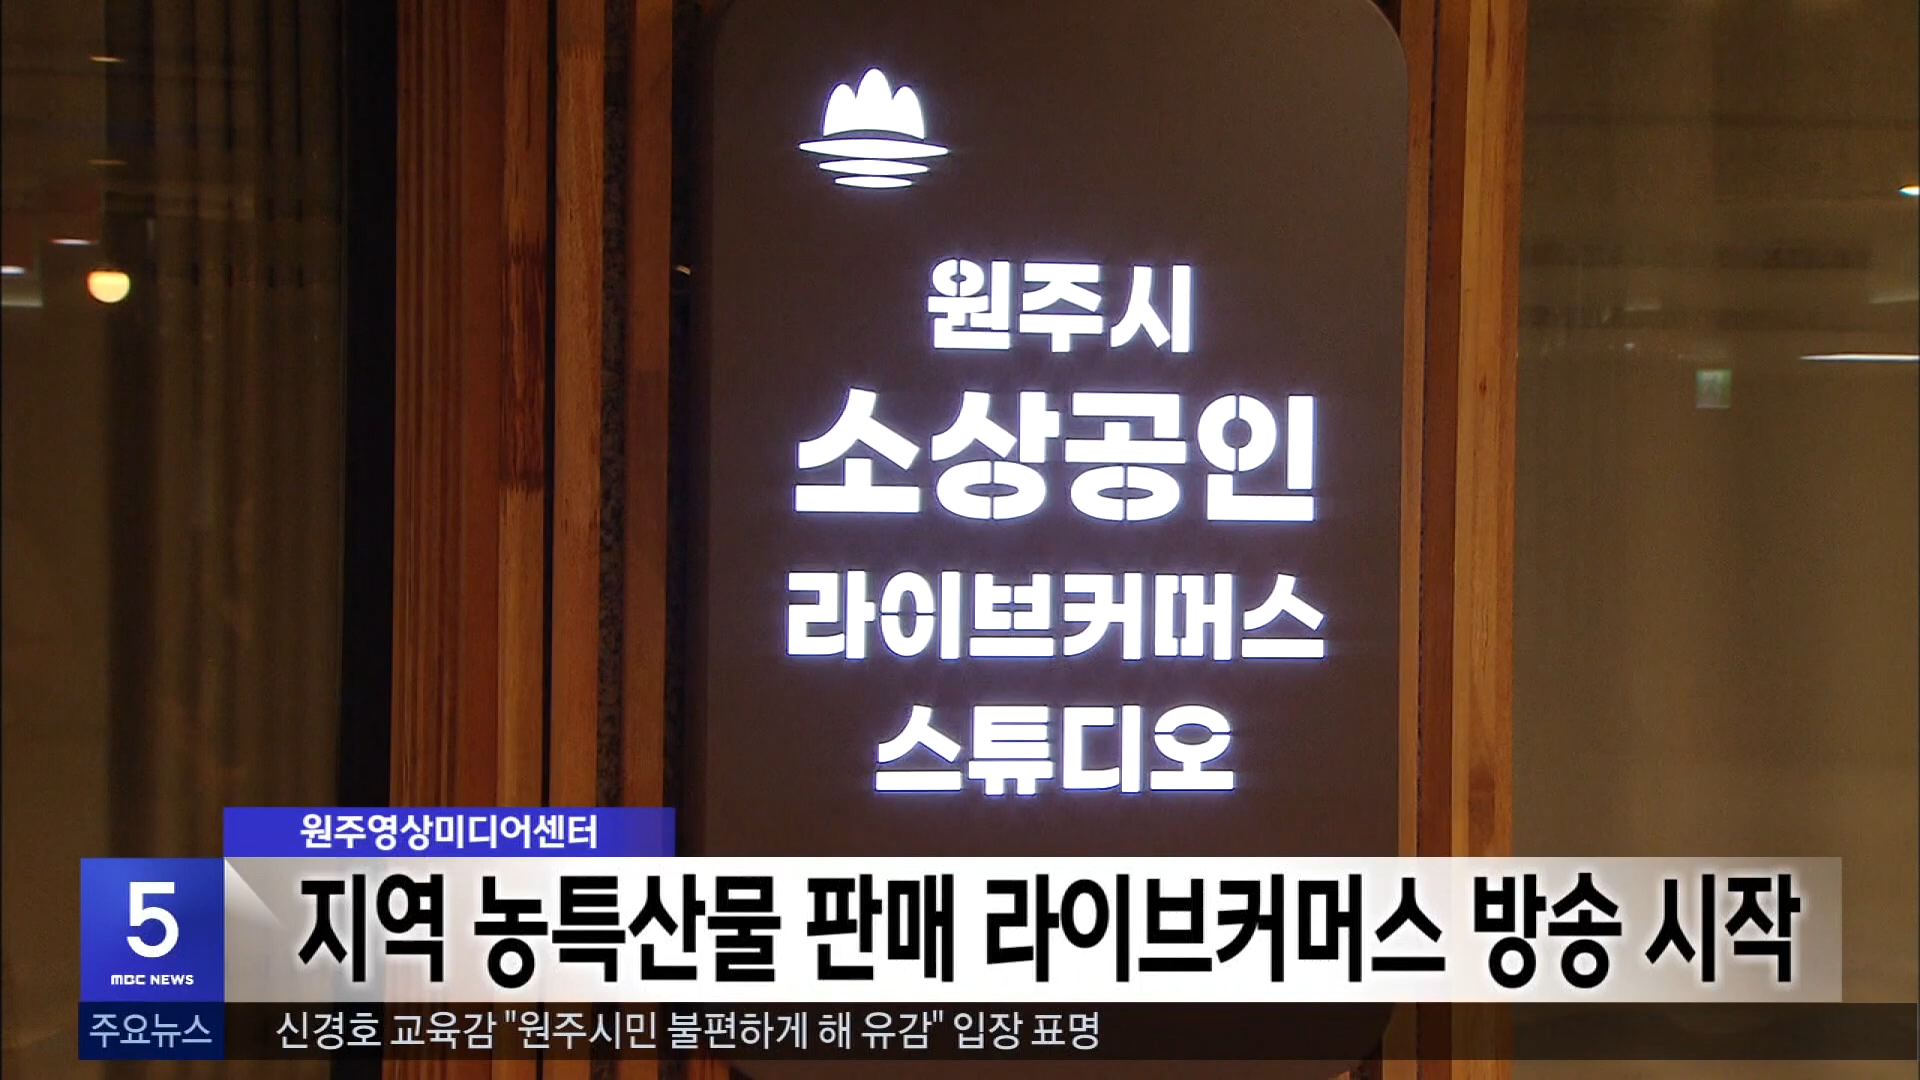 원주시
소상공인
라이브커머스
스튜디오
원주영상미디어센터
5
MBC NEWS
지역 농특산물 판매 라이브커머스 방송 시작
주요뉴스
신경호 교육감 "원주시민 불편하게 해 유감" 입장 표명